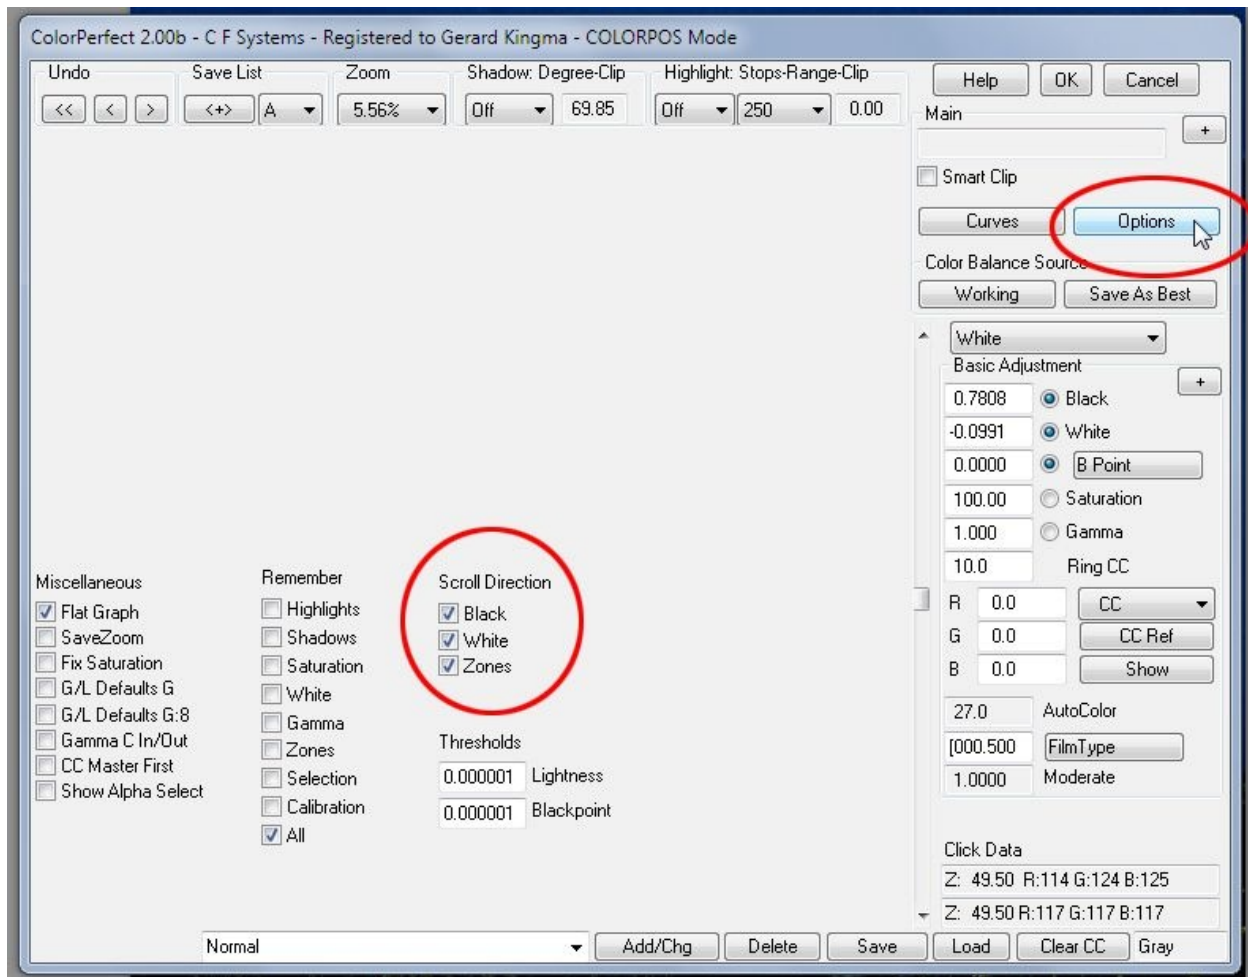 ColorPerfect 2.00b - C F Systems - Registered to Gerard Kingma - COLORPOS Mode
Undo Save List Zoom Shadow: Degree-Clip Highlight: Stops-Range-Clip Help OK Cancel
<< < > <+> A 5.56% Off 69.85 Off 250 0.00
Main
+
Smart Clip
Curves Options
Color Balance Source
Working Save As Best
White
Basic Adjustment
+
0.7808 Black
-0.0991 White
0.0000 B Point
100.00 Saturation
1.000 Gamma
10.0 Ring CC
R 0.0 CC
G 0.0 CC Ref
B 0.0 Show
27.0 AutoColor
[000.500 FilmType
1.0000 Moderate
Click Data
Z: 49.50 R:114 G:124 B:125
Z: 49.50 R:117 G:117 B:117
Miscellaneous
Flat Graph
SaveZoom
Fix Saturation
G/L Defaults G
G/L Defaults G:8
Gamma C In/Out
CC Master First
Show Alpha Select
Remember
Highlights
Shadows
Saturation
White
Gamma
Zones
Selection
Calibration
All
Scroll Direction
Black
White
Zones
Thresholds
0.000001 Lightness
0.000001 Blackpoint
Normal Add/Chg Delete Save Load Clear CC Gray